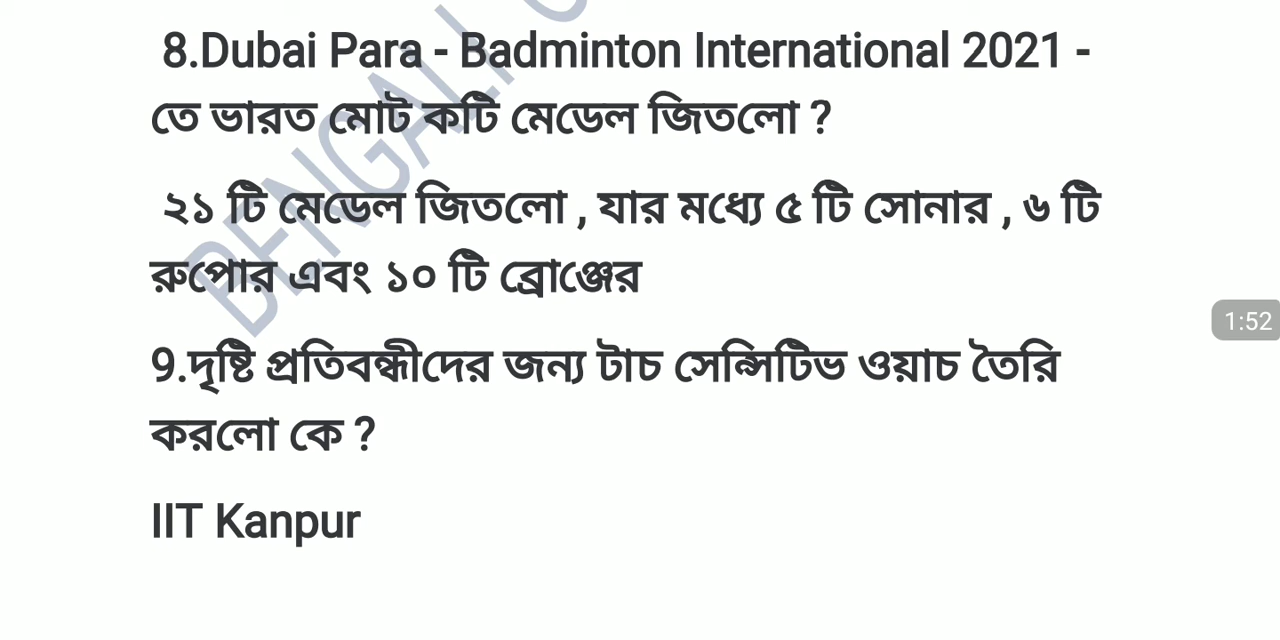 8.Dubai Para - Badminton International 2021 -
তে ভারত মোট কটি মেডেল জিতলো ?
২১ টি মেডেল জিতলো , যার মধ্যে ৫ টি সোনার , ৬ টি
রুপোর এবং ১০ টি ব্রোঞ্জের
1:52
9.দৃষ্টি প্রতিবন্ধীদের জন্য টাচ সেন্সিটিভ ওয়াচ তৈরি
করলো কে ?
IIT Kanpur
BENGALI